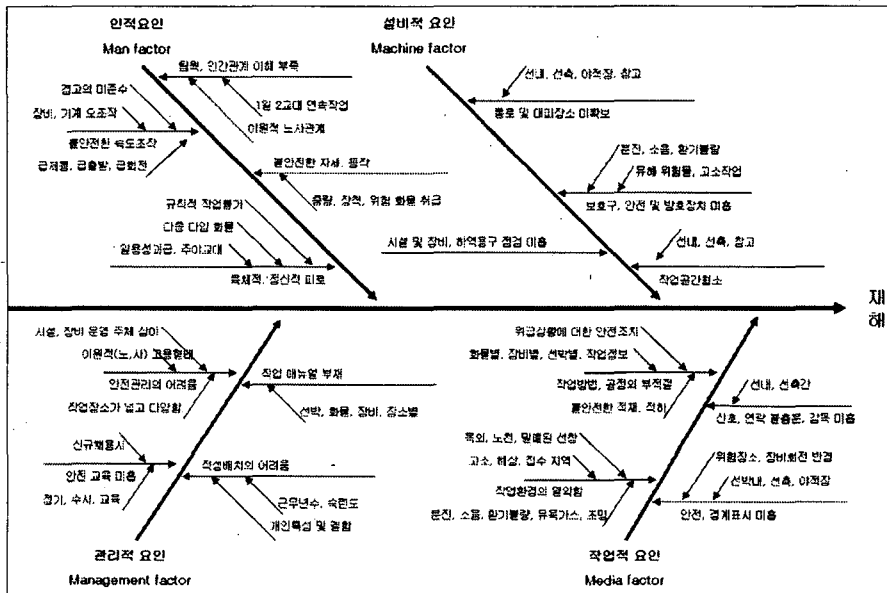 인적요인
Man factor
설비적 요인
Machine factor
팀웍, 인간관계 이해 부족
1일 2교대 연속작업
이원적 노사관계
경고의 미준수
장비, 기계 오조작
불안전한 속도조작
급제동, 급출발, 급회전
불안전한 자세, 동작
중량, 장척, 위험 화물 취급
규칙적 작업불가
다종 다양 화물
일용성과급, 주야교대
육체적, 정신적 피로
선내, 선측, 야적장, 창고
통로 및 대피장소 미확보
분진, 소음, 환기불량
유해 위험물, 고소작업
보호구, 안전 및 방호장치 미흡
시설 및 장비, 하역용구 점검 미흡
선내, 선측, 창고
작업공간협소
재
해
시설, 장비 운영 주체 상이
이원적(노,사) 고용형태
안전관리의 어려움
작업장소가 넓고 다양함
작업 매뉴얼 부재
선박, 화물, 장비, 장소별
신규채용시
안전 교육 미흡
정기, 수시, 교육
적성배치의 어려움
근무년수, 숙련도
개인특성 및 결함
위급상황에 대한 안전조치
화물별, 장비별, 선박별, 작업정보
작업방법, 공정의 부적절
불안전한 적재, 적하
선내, 선측간
신호, 연락 불충분, 감독 미흡
옥외, 노천, 밀폐된 선창
고소, 해상, 접수 지역
작업환경의 열악함
분진, 소음, 환기불량, 유독가스, 조명
위험장소, 장비회전 반경
선박내, 선측, 야적장
안전, 경계표시 미흡
관리적 요인
Management factor
작업적 요인
Media factor